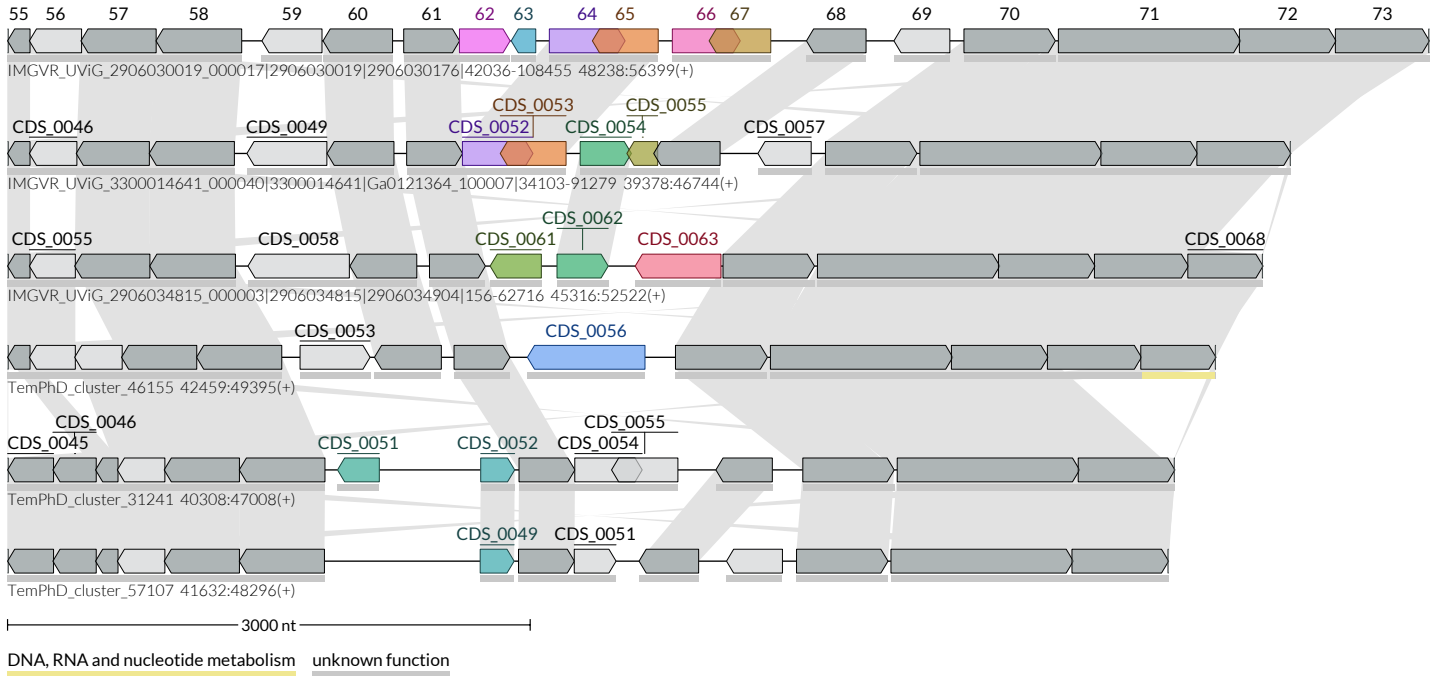 55 56 57 58 59 60 61 62 63 64 65 66 67 68 69 70 71 72 73
IMGVR_UViG_2906030019_000017|2906030019|2906030176|42036-108455 48238:56399(+)
CDS_0053 CDS_0055
CDS_0046 CDS_0049 CDS_0052 CDS_0054 CDS_0057
IMGVR_UViG_3300014641_000040|3300014641|Ga0121364_100007|34103-91279 39378:46744(+)
CDS_0062
CDS_0055 CDS_0058 CDS_0061 CDS_0063 CDS_0068
IMGVR_UViG_2906034815_000003|2906034815|2906034904|156-62716 45316:52522(+)
CDS_0053 CDS_0056
TemPhD_cluster_46155 42459:49395(+)
CDS_0046 CDS_0055
CDS_0045 CDS_0051 CDS_0052 CDS_0054
TemPhD_cluster_31241 40308:47008(+)
CDS_0049 CDS_0051
TemPhD_cluster_57107 41632:48296(+)
3000 nt
DNA, RNA and nucleotide metabolism unknown function